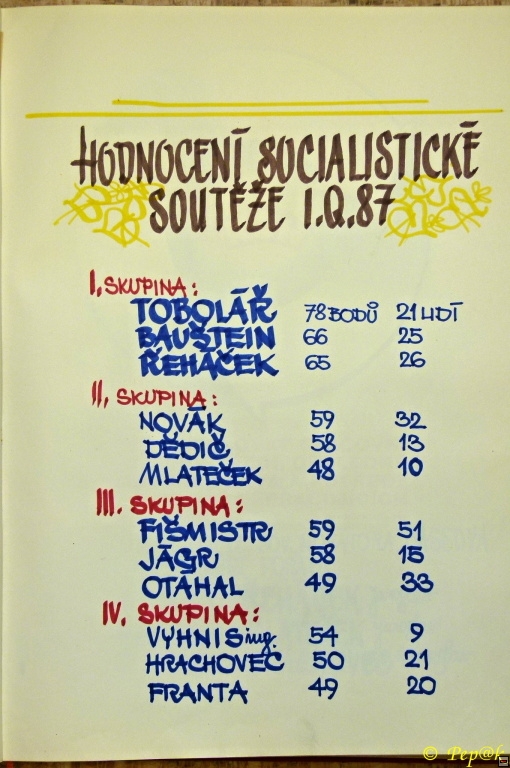 HODNOCENÍ SOCIALISTICKÉ
SOUTĚŽE I.Q.87
I. SKUPINA:
TOBOLÁŘ 78 BODŮ 21 LIDÍ
BAUŠTEIN 66 25
ŘEHÁČEK 65 26
II. SKUPINA:
NOVÁK 59 32
DĚDIČ 58 13
MLATEČEK 48 10
III. SKUPINA:
FIŠMISTR 59 51
JÁGR 58 15
OTAHAL 49 33
IV. SKUPINA:
VYHNIS ing. 54 9
HRACHOVEC 50 21
FRANTA 49 20
© Pep@k